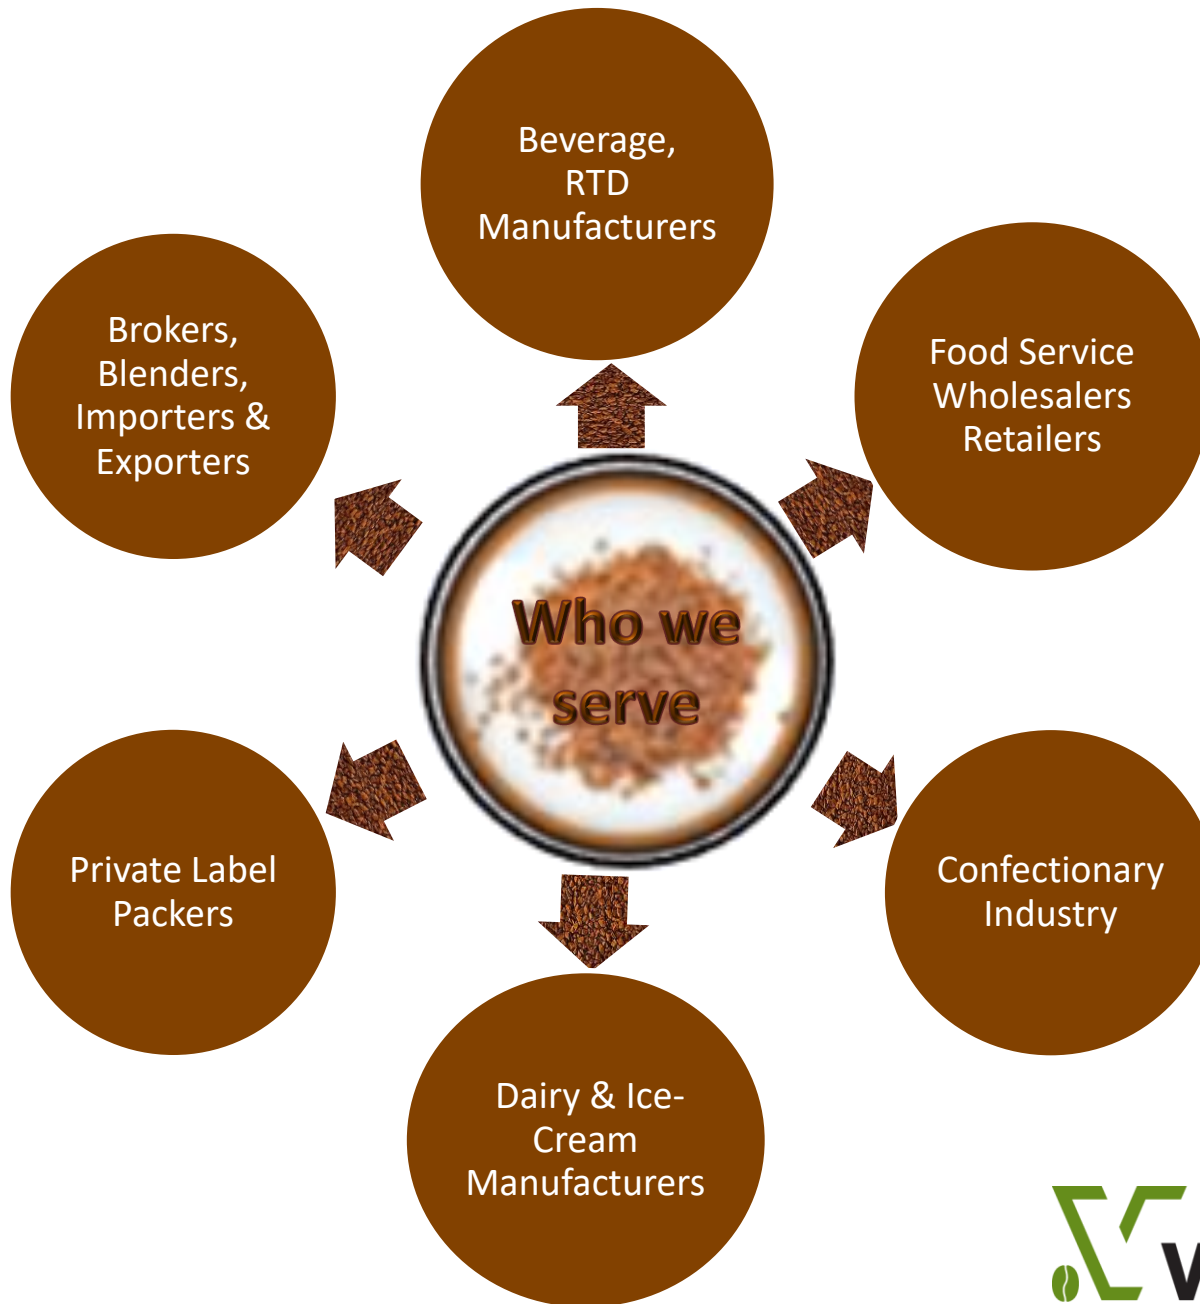 Beverage,
RTD
Manufacturers
Brokers,
Blenders,
Importers &
Exporters
Food Service
Wholesalers
Retailers
Who we
serve
Private Label
Packers
Confectionary
Industry
Dairy & Ice-
Cream
Manufacturers